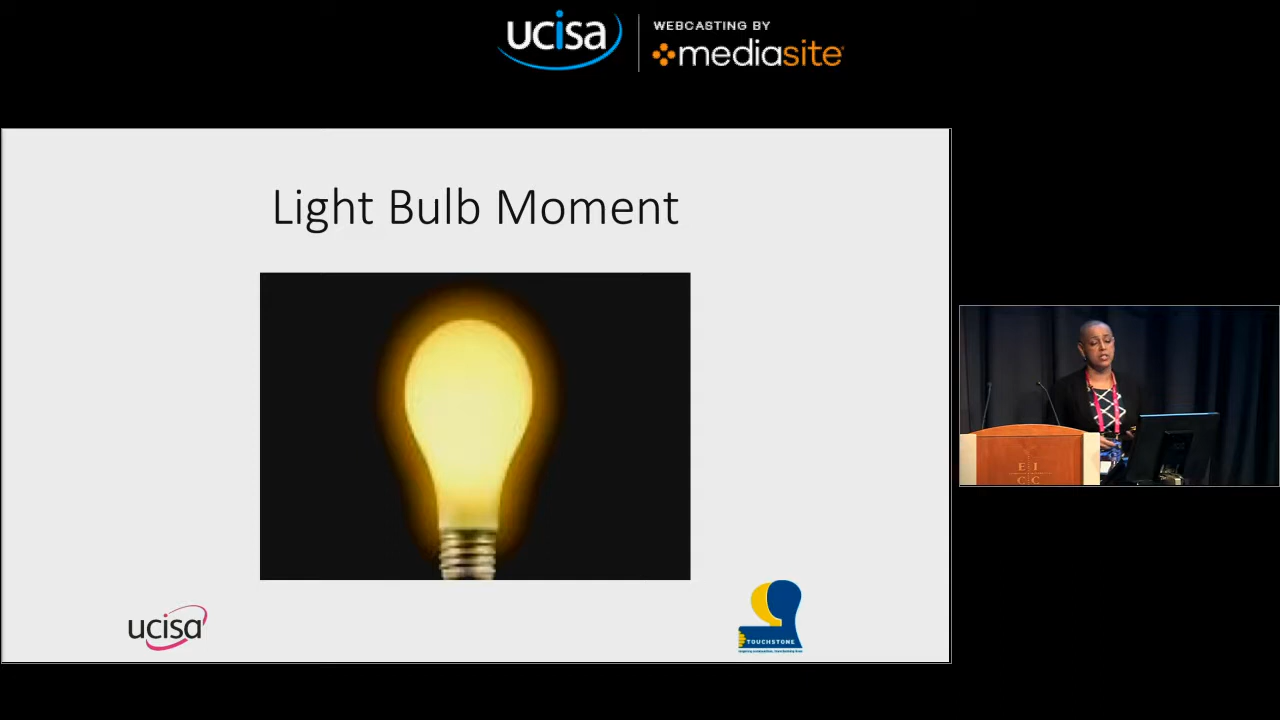 ucisa
WEBCASTING BY
mediasite
Light Bulb Moment
E I
C C
ucisa
TOUCHSTONE